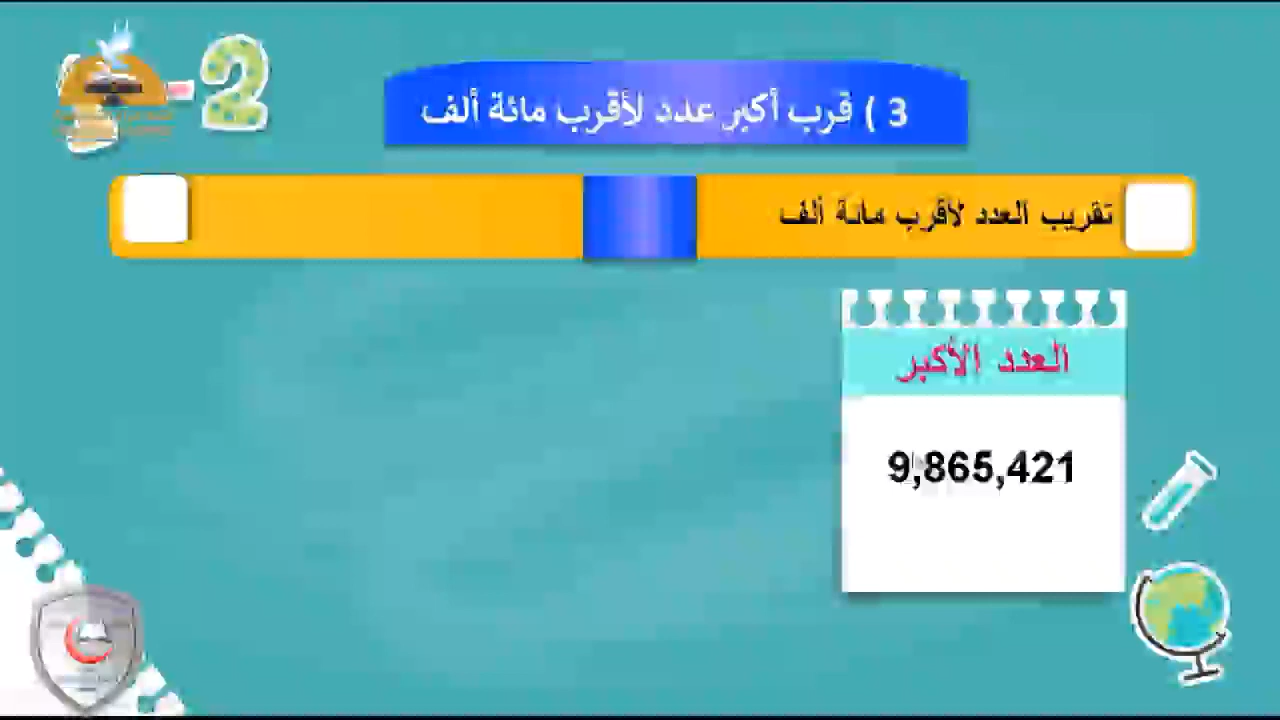 3 ) قرب أكبر عدد لأقرب مائة ألف
تقريب العدد لأقرب مائة ألف
العدد الأكبر
9,865,421